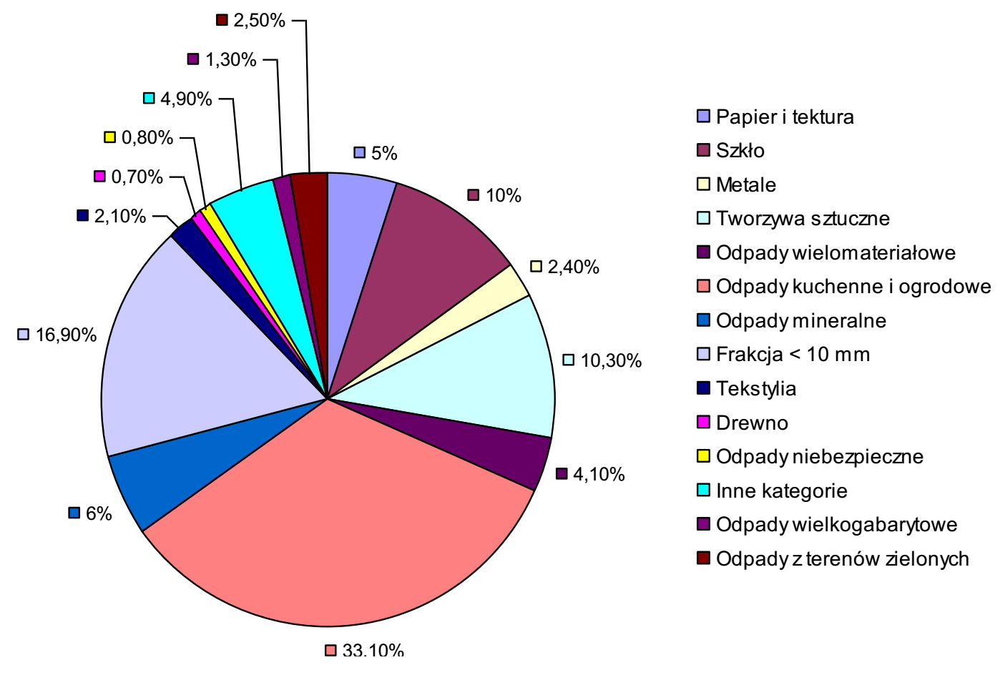 2,50%
1,30%
4,90%
0,80%
0,70%
2,10%
16,90%
6%
5%
10%
2,40%
10,30%
4,10%
33,10%
Papier i tektura
Szkło
Metale
Tworzywa sztuczne
Odpady wielomateriałowe
Odpady kuchenne i ogrodowe
Odpady mineralne
Frakcja < 10 mm
Tekstylia
Drewno
Odpady niebezpieczne
Inne kategorie
Odpady wielkogabarytowe
Odpady z terenów zielonych